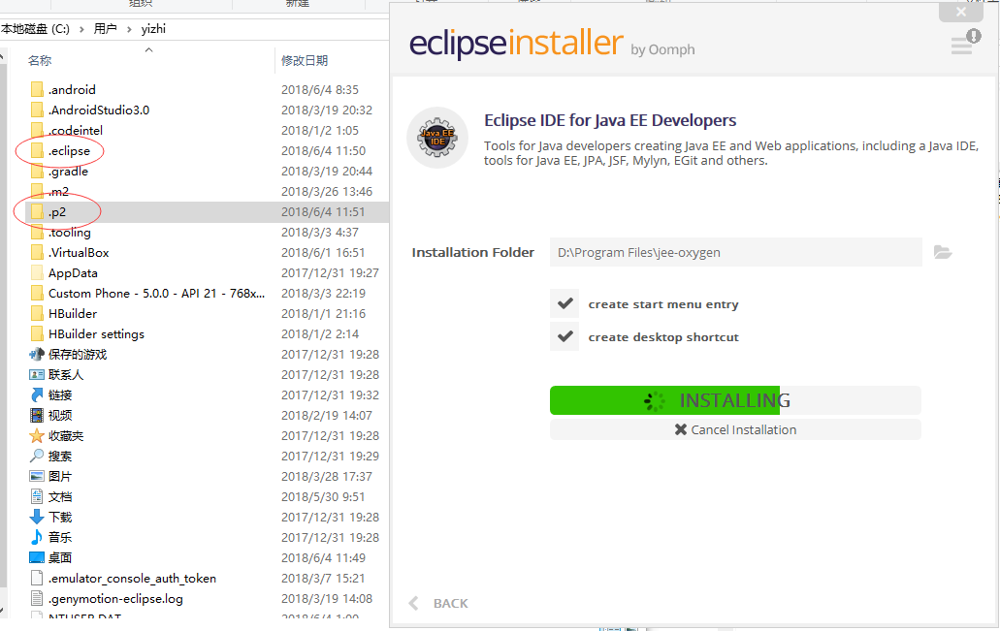 组织
新建
本地磁盘 (C:) › 用户 › yizhi
名称 修改日期
.android 2018/6/4 8:35
.AndroidStudio3.0 2018/3/19 20:32
.codeintel 2018/1/2 1:05
.eclipse 2018/6/4 11:50
.gradle 2018/3/19 20:44
.m2 2018/3/26 13:46
.p2 2018/6/4 11:51
.tooling 2018/3/3 4:37
.VirtualBox 2018/6/1 16:51
AppData 2017/12/31 19:27
Custom Phone - 5.0.0 - API 21 - 768x... 2018/3/3 22:19
HBuilder 2018/1/1 21:16
HBuilder settings 2018/1/2 2:14
保存的游戏 2017/12/31 19:28
联系人 2017/12/31 19:28
链接 2017/12/31 19:32
视频 2018/2/19 14:07
收藏夹 2017/12/31 19:28
搜索 2017/12/31 19:29
图片 2018/3/28 17:37
文档 2018/5/30 9:51
下载 2017/12/31 19:28
音乐 2017/12/31 19:28
桌面 2018/6/4 11:49
.emulator_console_auth_token 2018/3/7 15:21
.genymotion-eclipse.log 2018/3/19 14:08
NTUSER.DAT 2018/6/4 1:00
eclipseinstaller by Oomph
Java EE
IDE
Eclipse IDE for Java EE Developers
Tools for Java developers creating Java EE and Web applications, including a Java IDE,
tools for Java EE, JPA, JSF, Mylyn, EGit and others.
Installation Folder D:\Program Files\jee-oxygen
create start menu entry
create desktop shortcut
INSTALLING
Cancel Installation
BACK